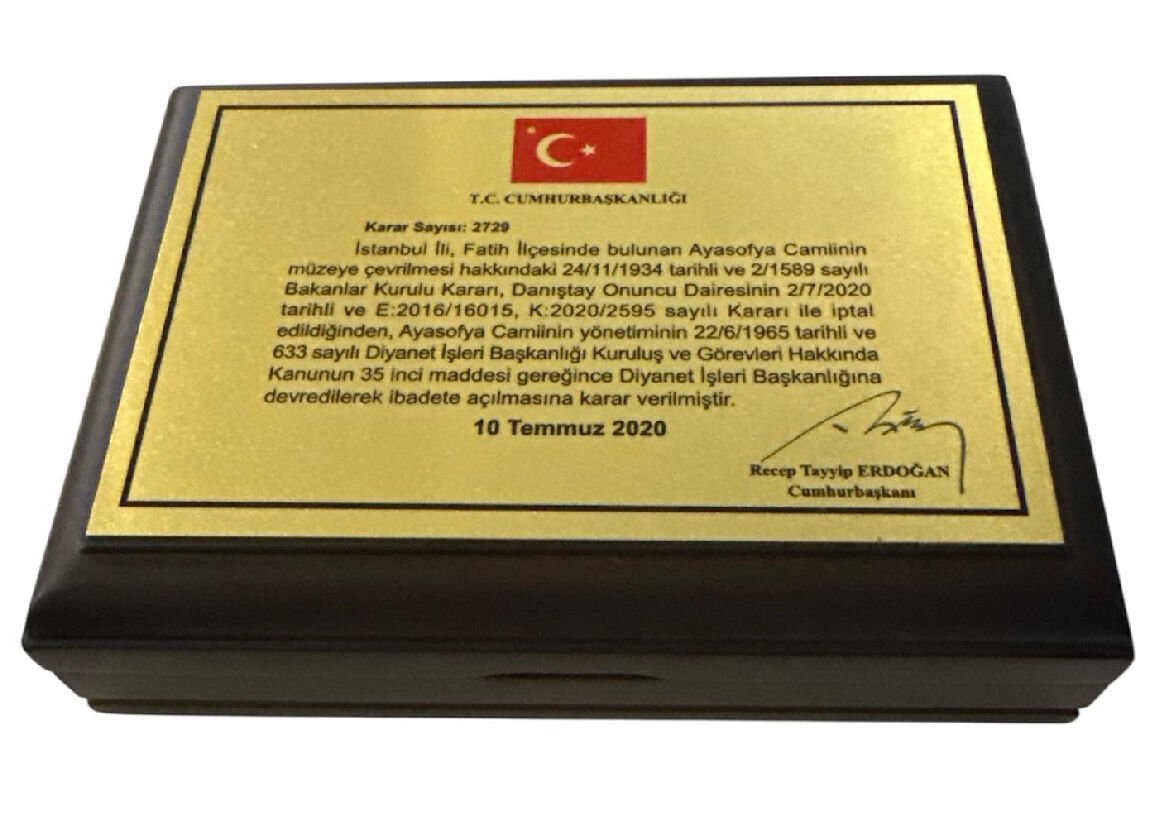 T.C. CUMHURBAŞKANLIĞI
Karar Sayısı: 2729
İstanbul İli, Fatih İlçesinde bulunan Ayasofya Camiinin
müzeye çevrilmesi hakkındaki 24/11/1934 tarihli ve 2/1589 sayılı
Bakanlar Kurulu Kararı, Danıştay Onuncu Dairesinin 2/7/2020
tarihli ve E:2016/16015, K:2020/2595 sayılı Kararı ile iptal
edildiğinden, Ayasofya Camiinin yönetiminin 22/6/1965 tarihli ve
633 sayılı Diyanet İşleri Başkanlığı Kuruluş ve Görevleri Hakkında
Kanunun 35 inci maddesi gereğince Diyanet İşleri Başkanlığına
devredilerek ibadete açılmasına karar verilmiştir.
10 Temmuz 2020
Recep Tayyip ERDOĞAN
Cumhurbaşkanı